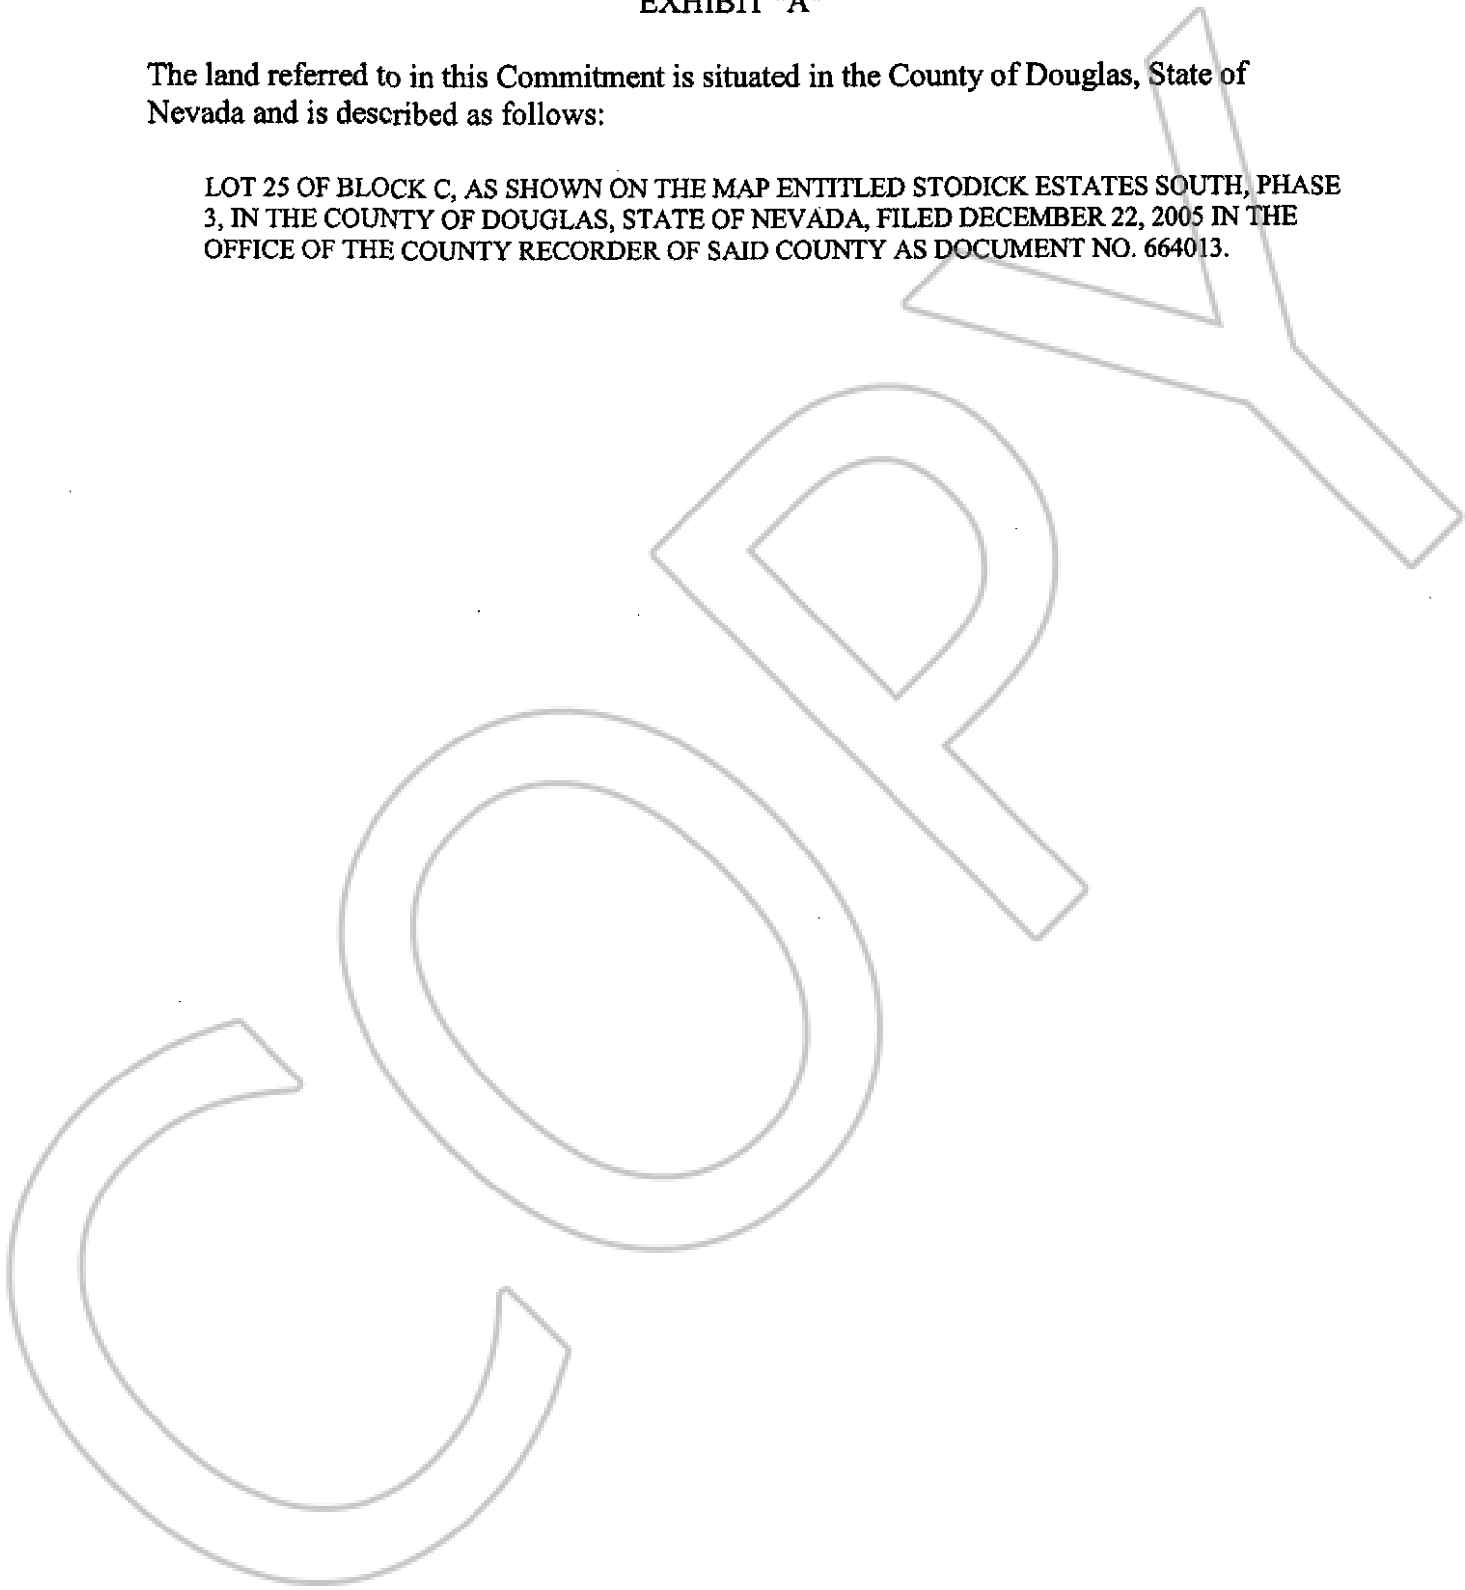 EXHIBIT "A"
The land referred to in this Commitment is situated in the County of Douglas, State of
Nevada and is described as follows:
LOT 25 OF BLOCK C, AS SHOWN ON THE MAP ENTITLED STODICK ESTATES SOUTH, PHASE
3, IN THE COUNTY OF DOUGLAS, STATE OF NEVADA, FILED DECEMBER 22, 2005 IN THE
OFFICE OF THE COUNTY RECORDER OF SAID COUNTY AS DOCUMENT NO. 664013.
COPY